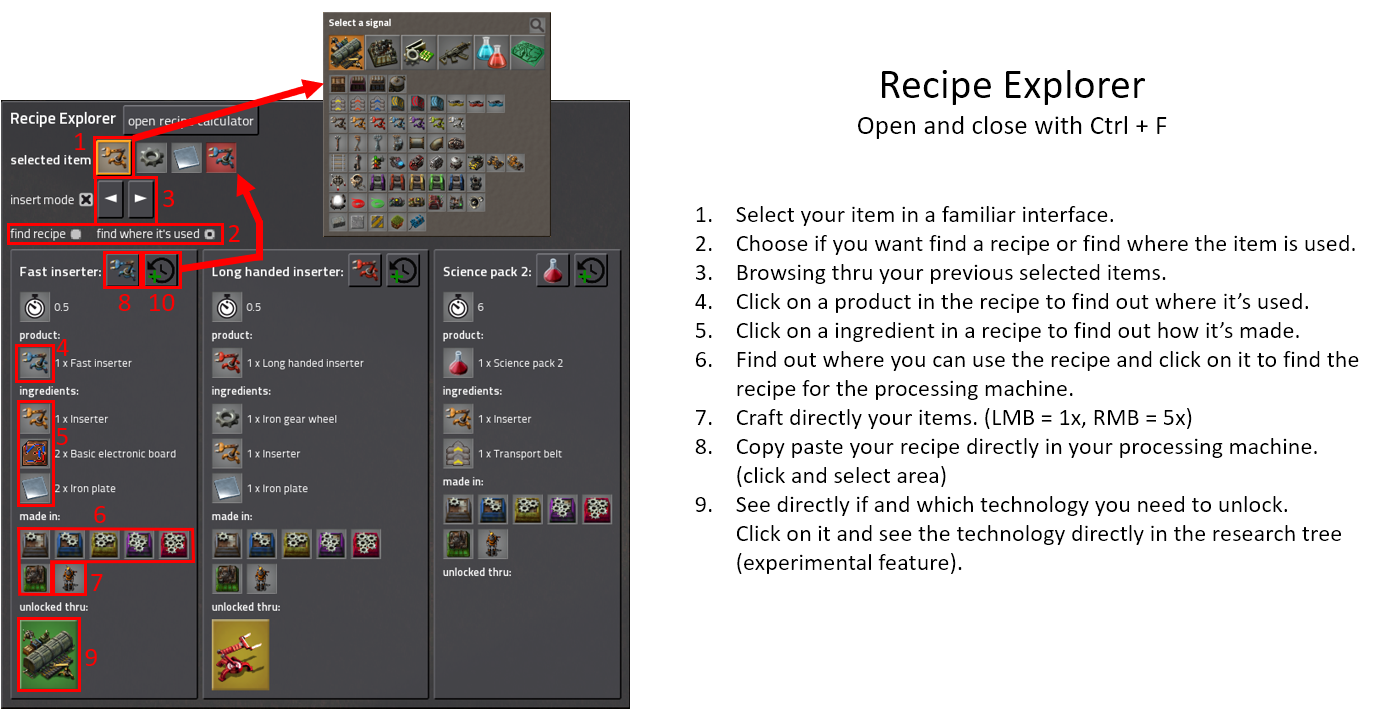 Select a signal
Recipe Explorer
open recipe calculator
1
selected item
insert mode
3
find recipe
find where it's used
2
Fast inserter:
8
10
0.5
product:
4
1 x Fast inserter
ingredients:
1 x Inserter
5
2 x Basic electronic board
2 x Iron plate
made in:
6
7
unlocked thru:
9
Long handed inserter:
0.5
product:
1 x Long handed inserter
ingredients:
1 x Iron gear wheel
1 x Inserter
1 x Iron plate
made in:
unlocked thru:
Science pack 2:
6
product:
1 x Science pack 2
ingredients:
1 x Inserter
1 x Transport belt
made in:
unlocked thru:
Recipe Explorer
Open and close with Ctrl + F
1. Select your item in a familiar interface.
2. Choose if you want find a recipe or find where the item is used.
3. Browsing thru your previous selected items.
4. Click on a product in the recipe to find out where it's used.
5. Click on a ingredient in a recipe to find out how it's made.
6. Find out where you can use the recipe and click on it to find the
recipe for the processing machine.
7. Craft directly your items. (LMB = 1x, RMB = 5x)
8. Copy paste your recipe directly in your processing machine.
(click and select area)
9. See directly if and which technology you need to unlock.
Click on it and see the technology directly in the research tree
(experimental feature).